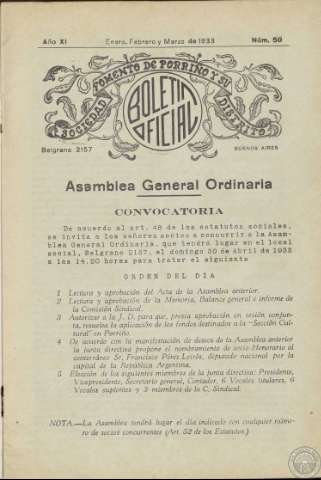 Año XI Enero, Febrero y Marzo de 1933 Núm. 50
SOCIEDAD FOMENTO DE PORRIÑO Y SU DISTRITO
BOLETIN
OFICIAL
Belgrano 2157 BUENOS AIRES
Asamblea General Ordinaria
CONVOCATORIA
De acuerdo al art. 48 de los estatutos sociales,
se invita a los señores socios a concurrir a la Asam-
blea General Ordinaria, que tendrá lugar en el local
social, Belgrano 2157, el domingo 30 de Abril de 1933
a las 14.30 horas para tratar el siguiente
ORDEN DEL DIA
1 Lectura y aprobación del Acta de la Asamblea anterior.
2 Lectura y aprobación de la Memoria, Balance general e informe de
la Comisión Sindical.
3 Autorizar a la J. D. para que, previa aprobación en sesión conjun-
ta, resuelva la aplicación de los fondos destinados a la "Sección Cul-
tural" en Porriño.
4 De acuerdo con la manifestación de deseos de la Asamblea anterior
la junta directiva propone el nombramiento de socio Honorario al
conterráneo Sr. Francisco Pérez Leirós, deputado nacional por la
capital de la República Argentina.
5 Elección de los siguientes miembros de la junta directiva: Presidente,
Vicepresidente, Secretario general, Contador, 6 Vocales titulares, 6
Vocales suplentes y 3 miembros de la C. Sindical.
NOTA.—La Asamblea tendrá lugar el día indicado con cualquier núme-
ro de socios concurrentes (Art. 52 de los Estatutos.)